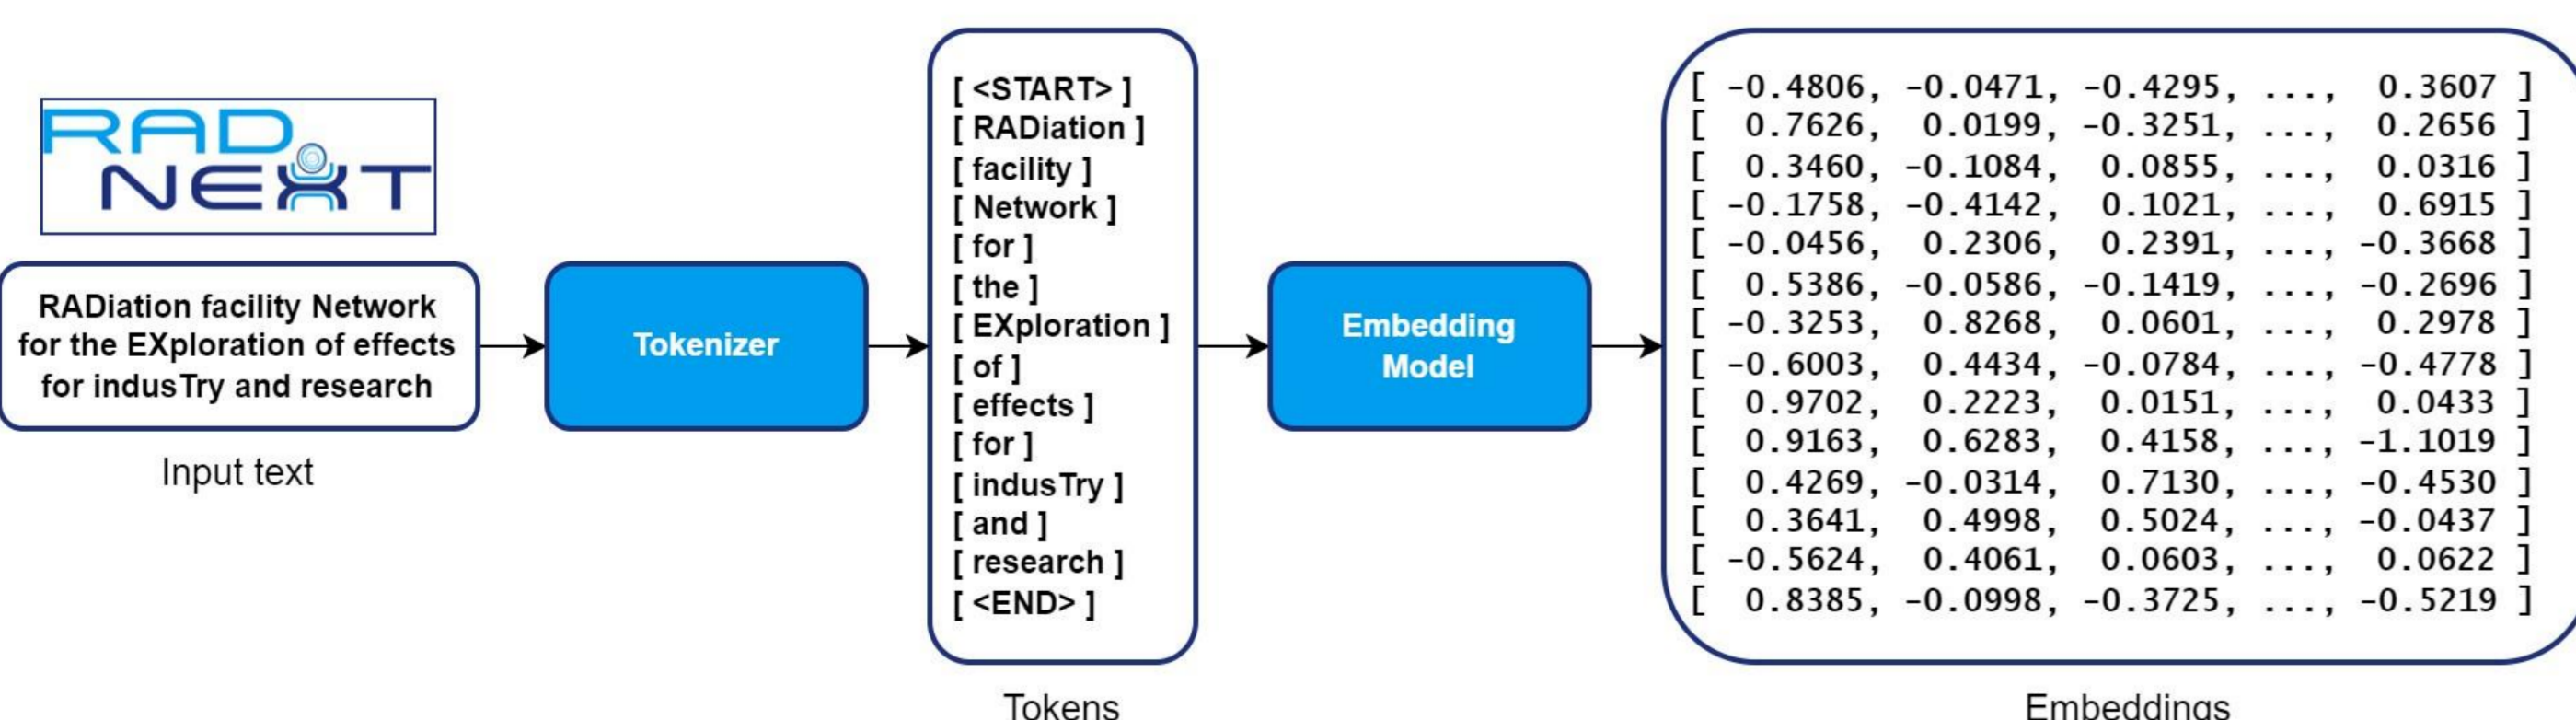 RAD
NEXT
RADiation facility Network
for the EXploration of effects
for indusTry and research
Input text
Tokenizer
[ <START> ]
[ RADiation ]
[ facility ]
[ Network ]
[ for ]
[ the ]
[ EXploration ]
[ of ]
[ effects ]
[ for ]
[ indusTry ]
[ and ]
[ research ]
[ <END> ]
Tokens
Embedding
Model
[ -0.4806, -0.0471, -0.4295, ..., 0.3607 ]
[ 0.7626, 0.0199, -0.3251, ..., 0.2656 ]
[ 0.3460, -0.1084, 0.0855, ..., 0.0316 ]
[ -0.1758, -0.4142, 0.1021, ..., 0.6915 ]
[ -0.0456, 0.2306, 0.2391, ..., -0.3668 ]
[ 0.5386, -0.0586, -0.1419, ..., -0.2696 ]
[ -0.3253, 0.8268, 0.0601, ..., 0.2978 ]
[ -0.6003, 0.4434, -0.0784, ..., -0.4778 ]
[ 0.9702, 0.2223, 0.0151, ..., 0.0433 ]
[ 0.9163, 0.6283, 0.4158, ..., -1.1019 ]
[ 0.4269, -0.0314, 0.7130, ..., -0.4530 ]
[ 0.3641, 0.4998, 0.5024, ..., -0.0437 ]
[ -0.5624, 0.4061, 0.0603, ..., 0.0622 ]
[ 0.8385, -0.0998, -0.3725, ..., -0.5219 ]
Embeddings